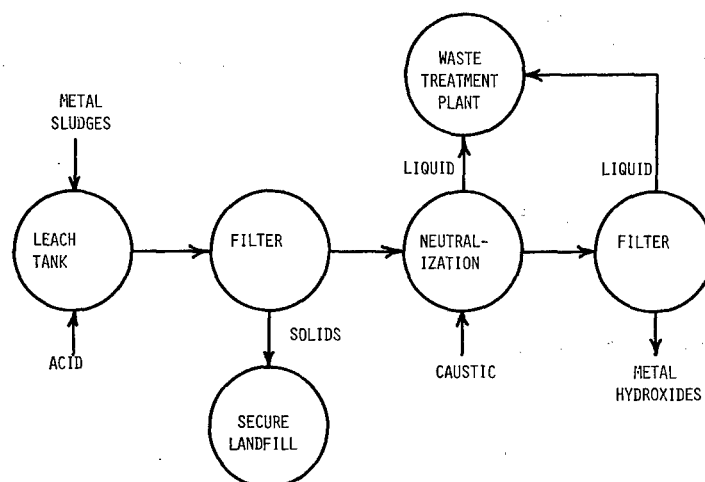 WASTE
TREATMENT
PLANT
METAL
SLUDGES
LIQUID
LIQUID
LEACH
TANK
FILTER
NEUTRAL-
IZATION
FILTER
SOLIDS
ACID
CAUSTIC
METAL
HYDROXIDES
SECURE
LANDFILL